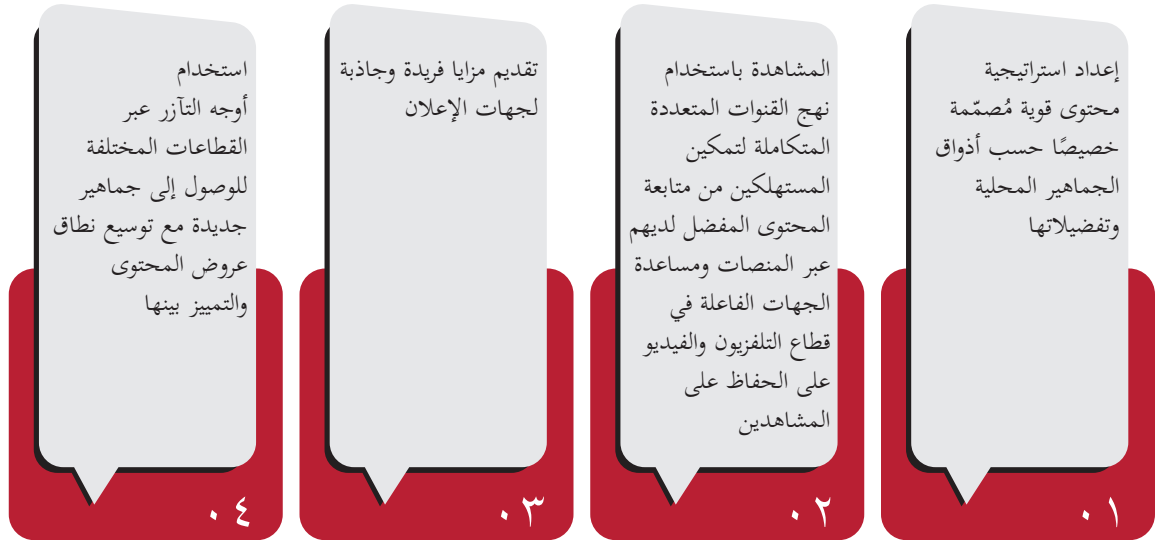 إعداد استراتيجية
محتوى قوية مُصمّمة
خصيصًا حسب أذواق
الجماهير المحلية
وتفضيلاتها
٠١
المشاهدة باستخدام
نهج القنوات المتعددة
المتكاملة لتمكين
المستهلكين من متابعة
المحتوى المفضل لديهم
عبر المنصات ومساعدة
الجهات الفاعلة في
قطاع التلفزيون والفيديو
على الحفاظ على
المشاهدين
٠٢
تقديم مزايا فريدة وجاذبة
لجهات الإعلان
٠٣
استخدام
أوجه التآزر عبر
القطاعات المختلفة
للوصول إلى جماهير
جديدة مع توسيع نطاق
عروض المحتوى
والتمييز بينها
٠٤